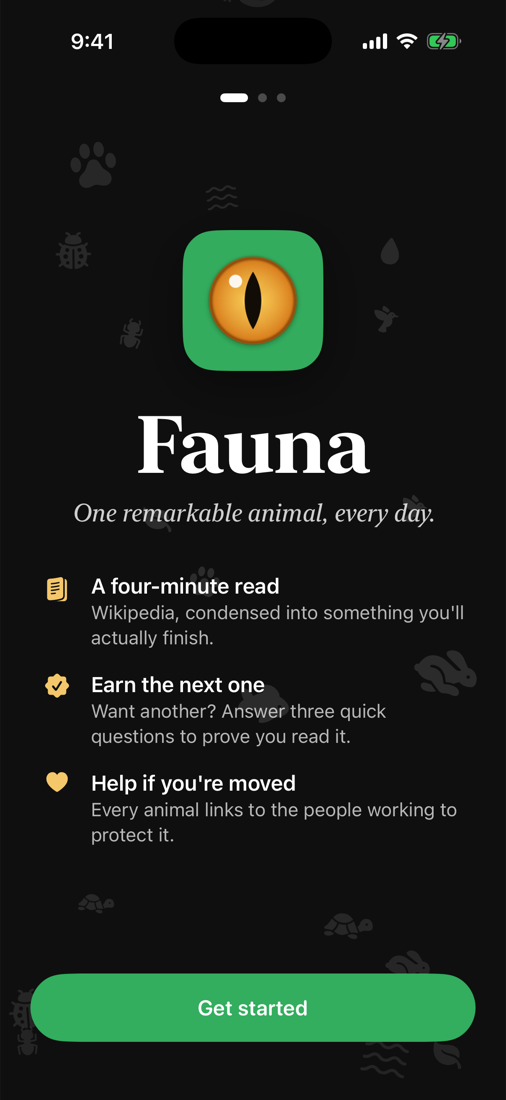 9:41
Fauna
One remarkable animal, every day.
A four-minute read
Wikipedia, condensed into something you'll
actually finish.
Earn the next one
Want another? Answer three quick
questions to prove you read it.
Help if you're moved
Every animal links to the people working to
protect it.
Get started